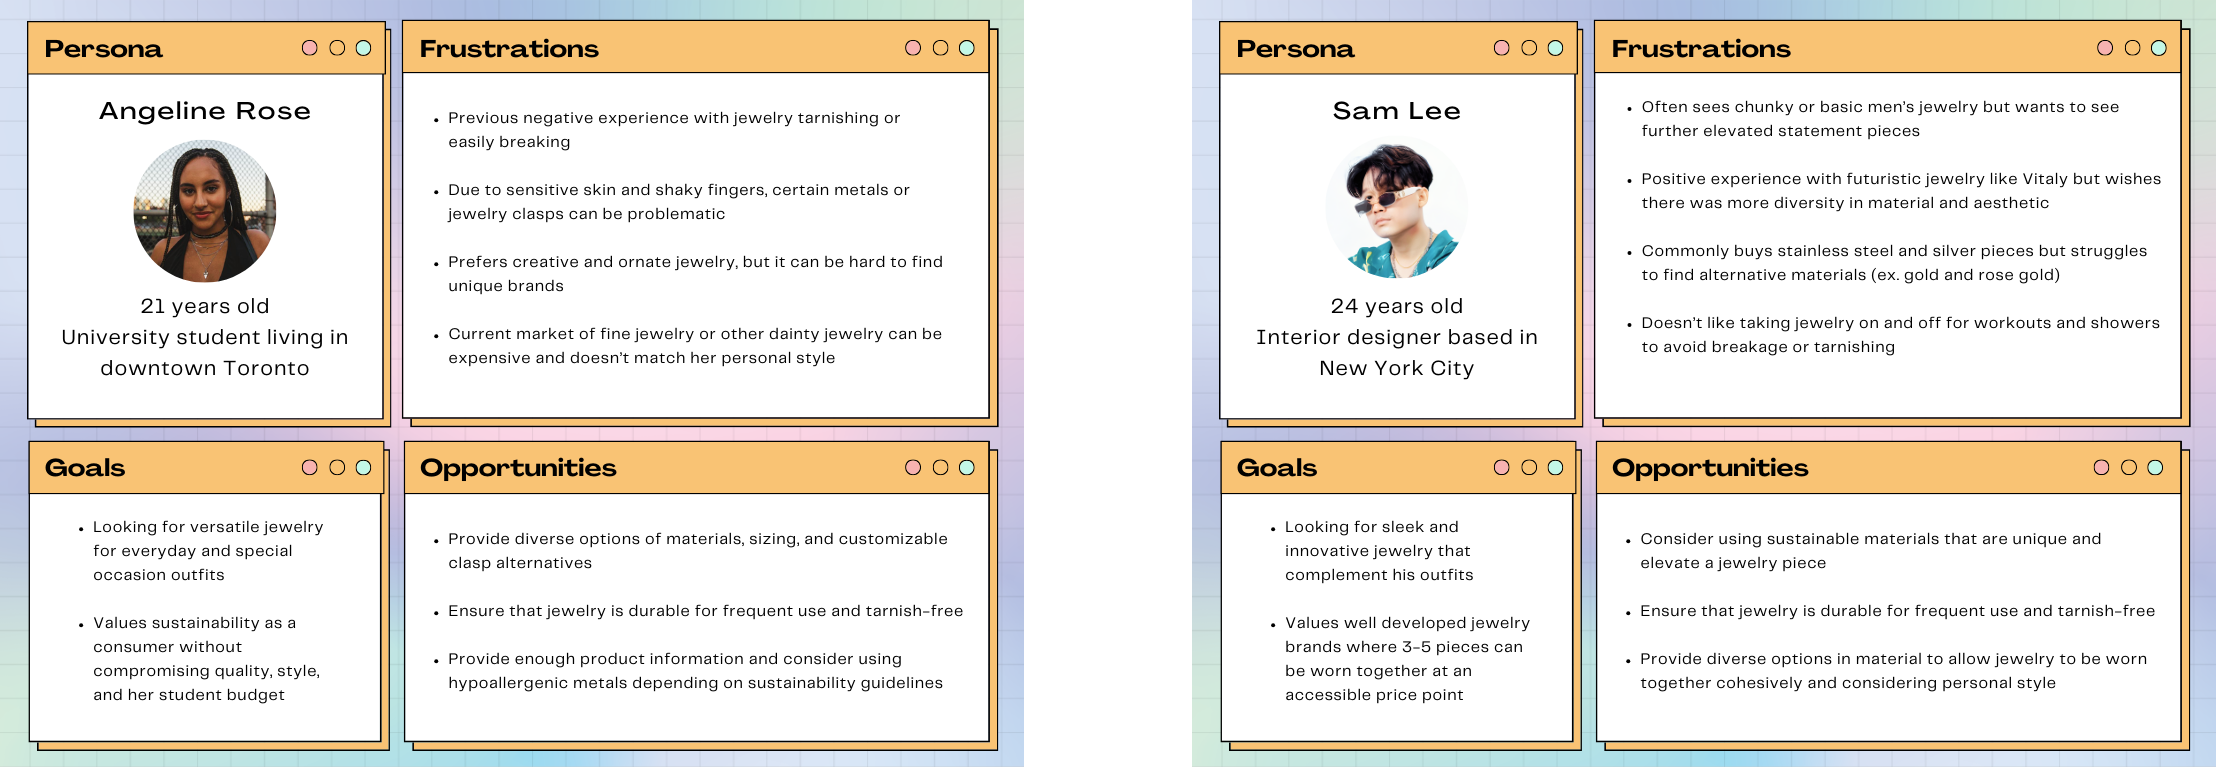 Persona
Angeline Rose
21 years old
University student living in
downtown Toronto
Frustrations
• Previous negative experience with jewelry tarnishing or
easily breaking
• Due to sensitive skin and shaky fingers, certain metals or
jewelry clasps can be problematic
• Prefers creative and ornate jewelry, but it can be hard to find
unique brands
• Current market of fine jewelry or other dainty jewelry can be
expensive and doesn’t match her personal style
Goals
• Looking for versatile jewelry
for everyday and special
occasion outfits
• Values sustainability as a
consumer without
compromising quality, style,
and her student budget
Opportunities
• Provide diverse options of materials, sizing, and customizable
clasp alternatives
• Ensure that jewelry is durable for frequent use and tarnish-free
• Provide enough product information and consider using
hypoallergenic metals depending on sustainability guidelines
Persona
Sam Lee
24 years old
Interior designer based in
New York City
Frustrations
• Often sees chunky or basic men’s jewelry but wants to see
further elevated statement pieces
• Positive experience with futuristic jewelry like Vitaly but wishes
there was more diversity in material and aesthetic
• Commonly buys stainless steel and silver pieces but struggles
to find alternative materials (ex. gold and rose gold)
• Doesn’t like taking jewelry on and off for workouts and showers
to avoid breakage or tarnishing
Goals
• Looking for sleek and
innovative jewelry that
complement his outfits
• Values well developed jewelry
brands where 3-5 pieces can
be worn together at an
accessible price point
Opportunities
• Consider using sustainable materials that are unique and
elevate a jewelry piece
• Ensure that jewelry is durable for frequent use and tarnish-free
• Provide diverse options in material to allow jewelry to be worn
together cohesively and considering personal style